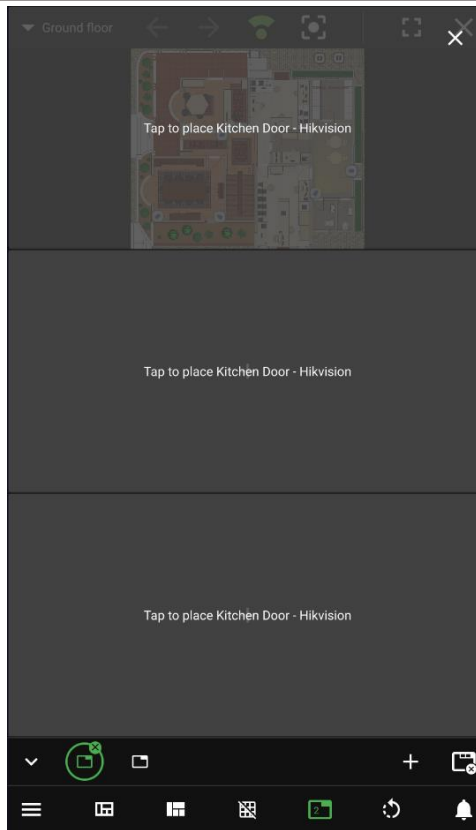 Ground floor
Tap to place Kitchen Door - Hikvision
Tap to place Kitchen Door - Hikvision
Tap to place Kitchen Door - Hikvision
2